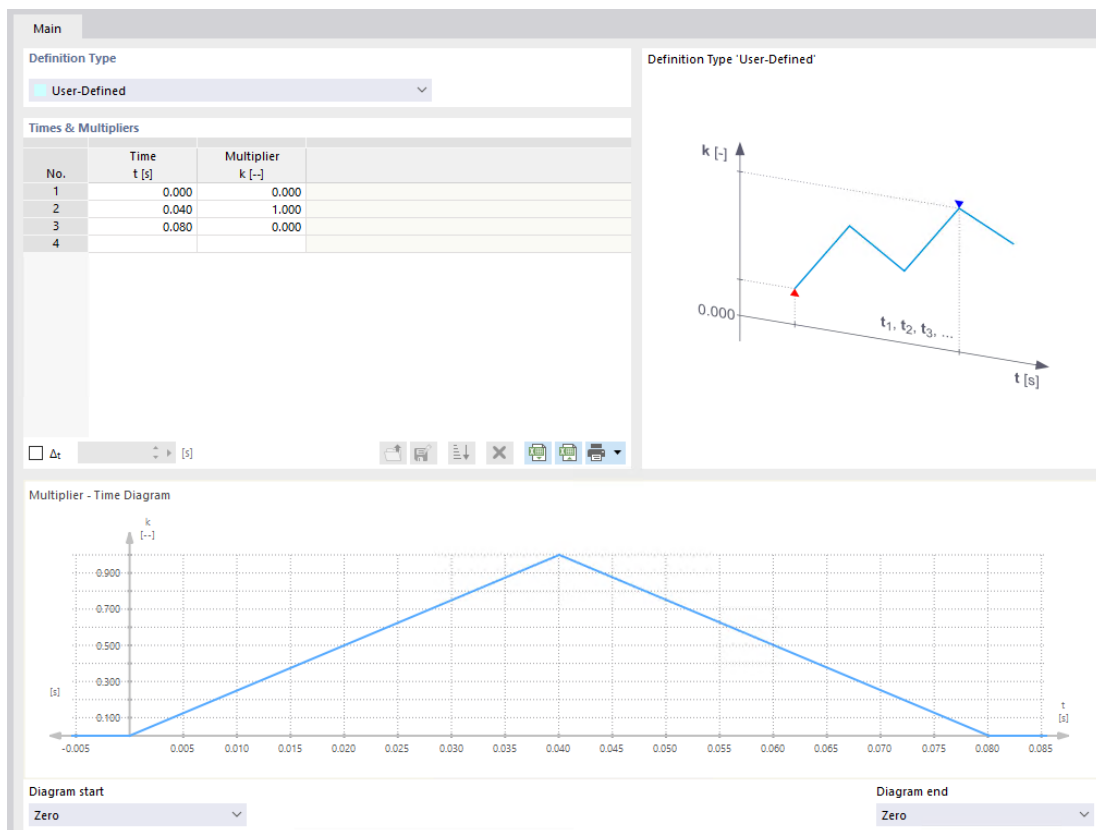 Main
Definition Type
User-Defined
Times & Multipliers
Time Multiplier
No. t [s] k [--]
1 0.000 0.000
2 0.040 1.000
3 0.080 0.000
4
Δt [s]
Definition Type 'User-Defined'
k [-]
0.000
t1, t2, t3, ...
t [s]
Multiplier - Time Diagram
k
[--]
0.900
0.700
0.500
0.300
[s]
0.100
t
[s]
-0.005 0.005 0.010 0.015 0.020 0.025 0.030 0.035 0.040 0.045 0.050 0.055 0.060 0.065 0.070 0.075 0.080 0.085
Diagram start
Zero
Diagram end
Zero